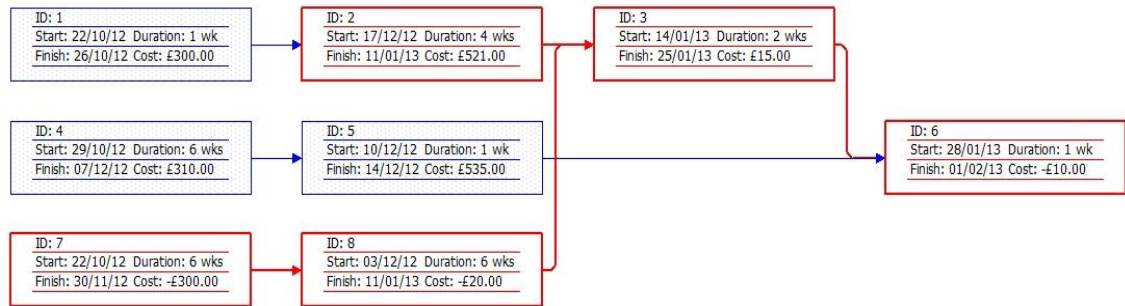 ID: 1
Start: 22/10/12 Duration: 1 wk
Finish: 26/10/12 Cost: £300.00
ID: 2
Start: 17/12/12 Duration: 4 wks
Finish: 11/01/13 Cost: £521.00
ID: 3
Start: 14/01/13 Duration: 2 wks
Finish: 25/01/13 Cost: £15.00
ID: 4
Start: 29/10/12 Duration: 6 wks
Finish: 07/12/12 Cost: £310.00
ID: 5
Start: 10/12/12 Duration: 1 wk
Finish: 14/12/12 Cost: £535.00
ID: 6
Start: 28/01/13 Duration: 1 wk
Finish: 01/02/13 Cost: -£10.00
ID: 7
Start: 22/10/12 Duration: 6 wks
Finish: 30/11/12 Cost: -£300.00
ID: 8
Start: 03/12/12 Duration: 6 wks
Finish: 11/01/13 Cost: -£20.00